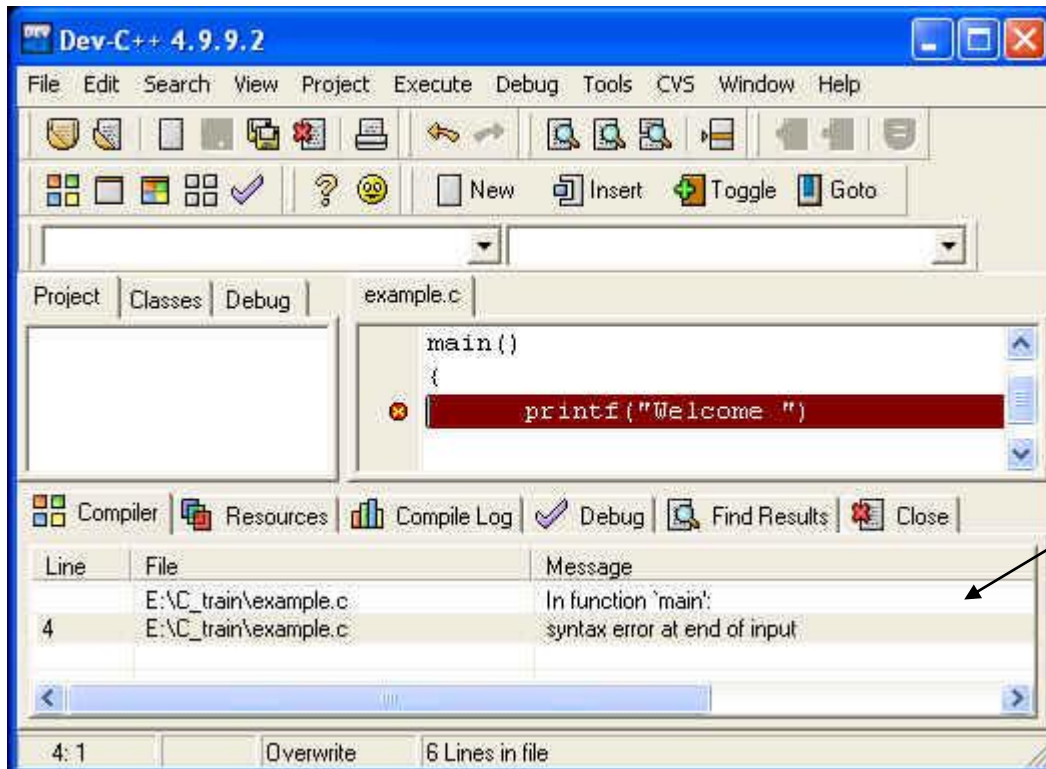 Dev-C++ 4.9.9.2
File Edit Search View Project Execute Debug Tools CVS Window Help
New Insert Toggle Goto
Project Classes Debug example.c
main()
{
printf("Welcome ")
Compiler Resources Compile Log Debug Find Results Close
Line File Message
E:\C_train\example.c In function `main':
4 E:\C_train\example.c syntax error at end of input
4: 1 Overwrite 6 Lines in file